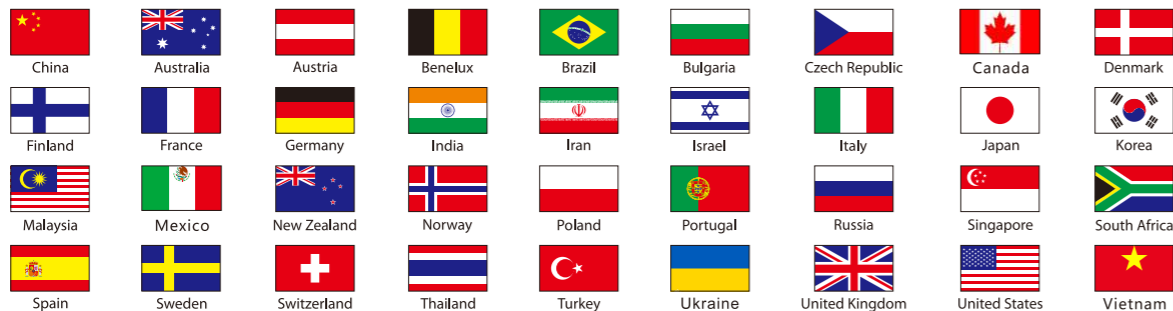 China Australia Austria Benelux Brazil Bulgaria Czech Republic Canada Denmark
Finland France Germany India Iran Israel Italy Japan Korea
Malaysia Mexico New Zealand Norway Poland Portugal Russia Singapore South Africa
Spain Sweden Switzerland Thailand Turkey Ukraine United Kingdom United States Vietnam